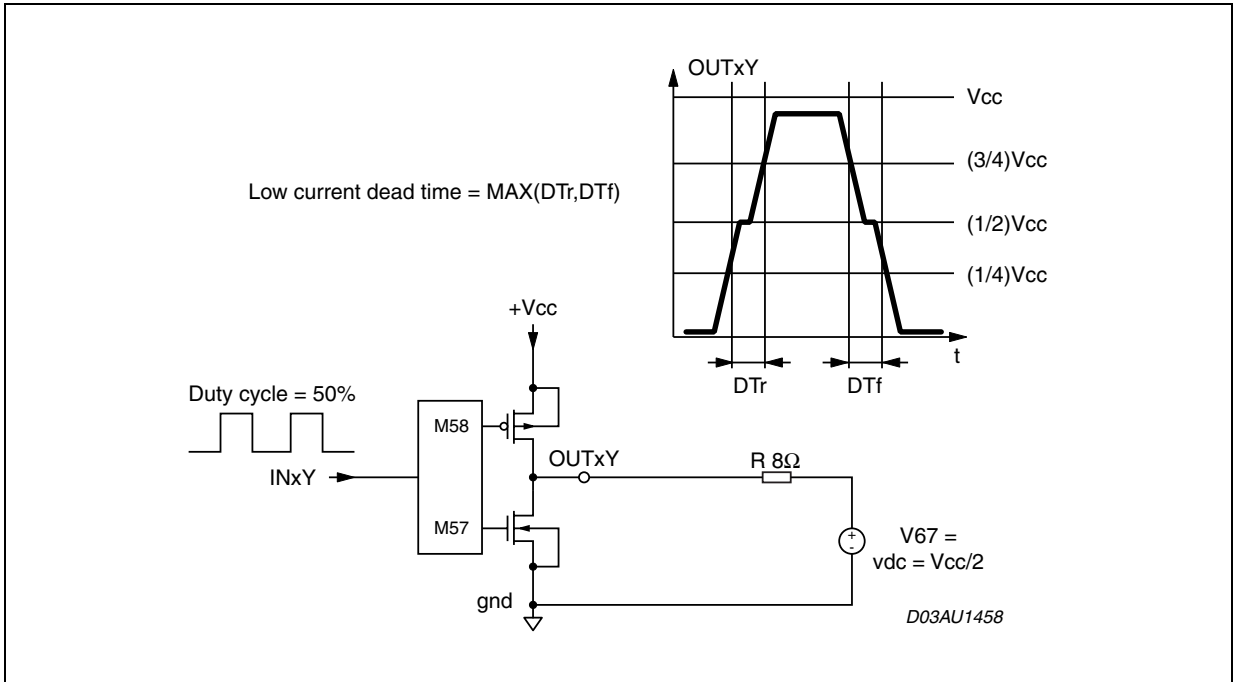 OUTxY
Vcc
(3/4)Vcc
Low current dead time = MAX(DTr,DTf)
(1/2)Vcc
(1/4)Vcc
+Vcc
t
DTr
DTf
Duty cycle = 50%
M58
OUTxY
R 8Ω
INxY
M57
+
-
V67 =
vdc = Vcc/2
gnd
D03AU1458